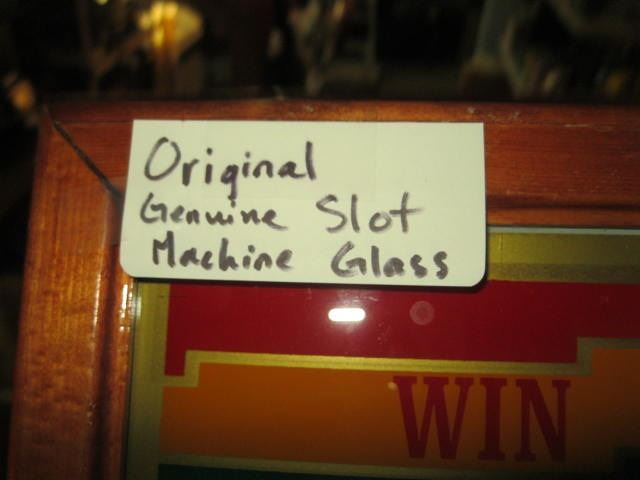 Original
Genuine Slot
Machine Glass
WIN